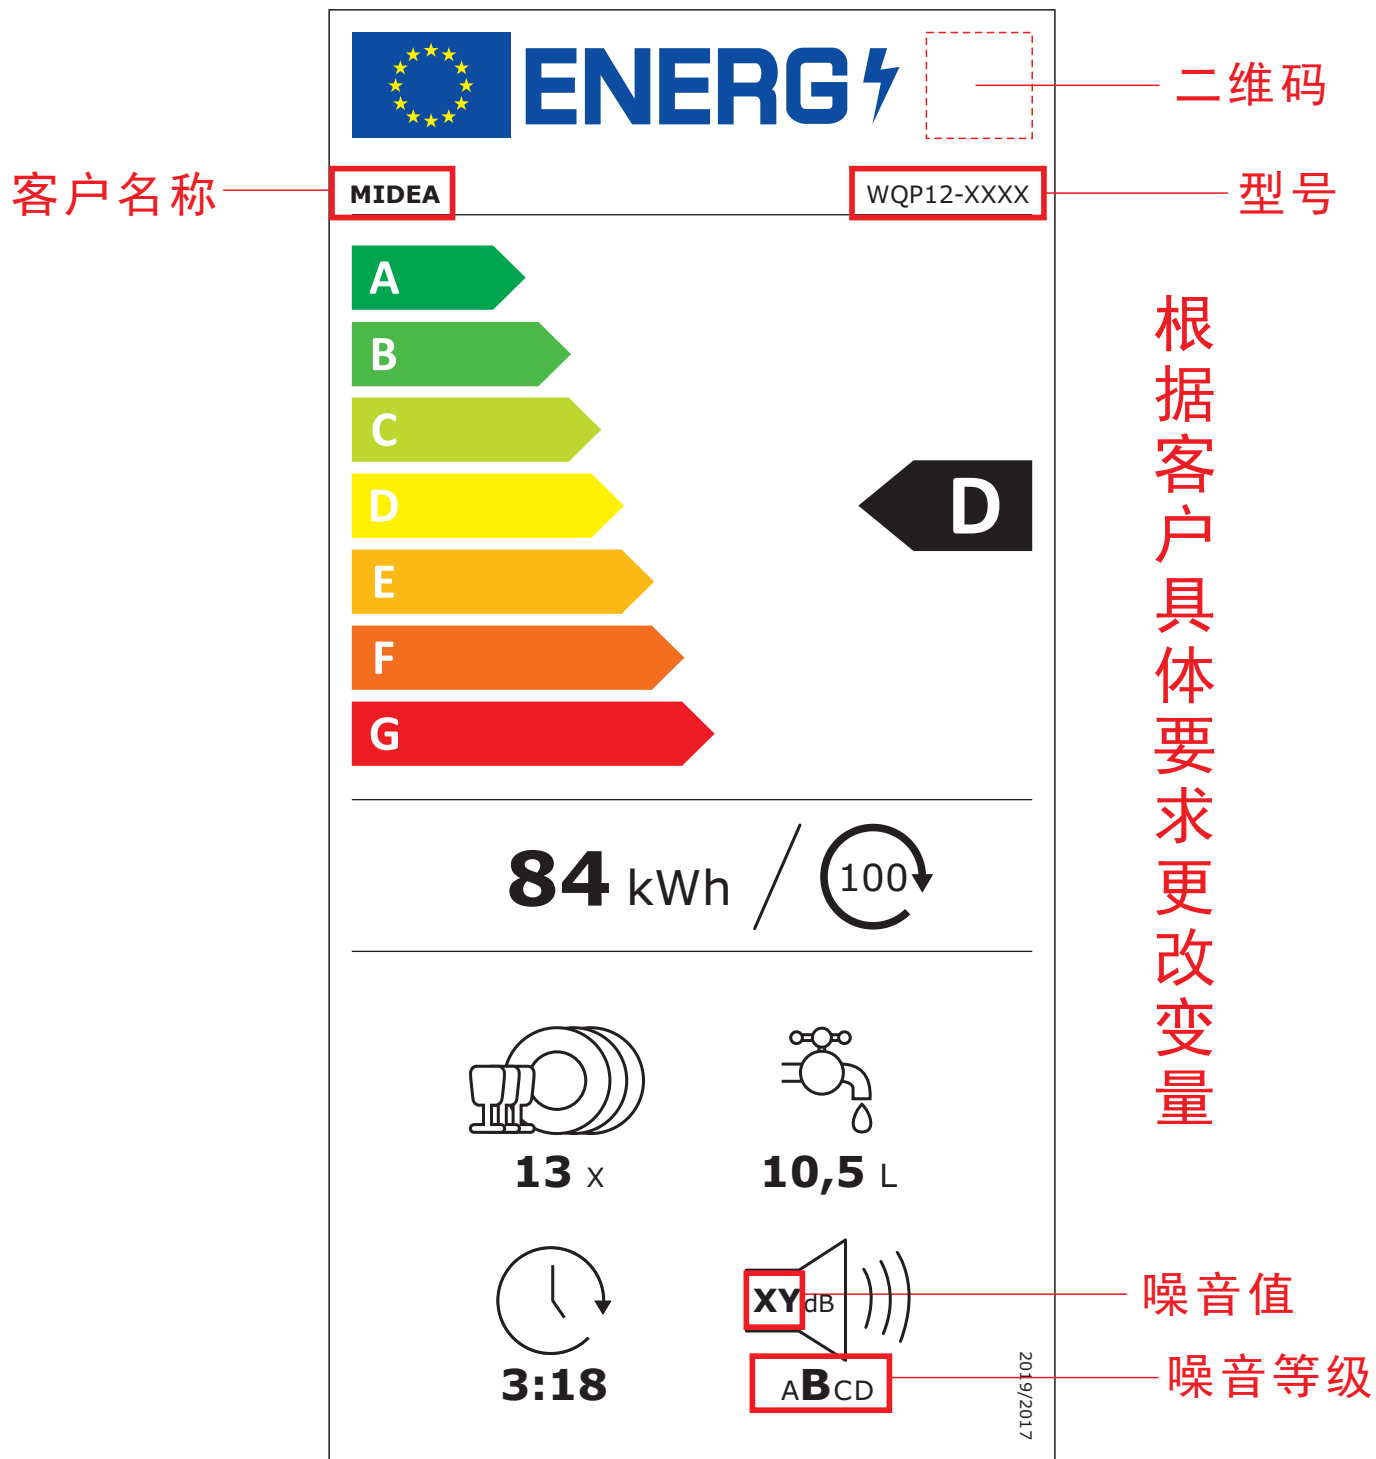 ENERG
二维码
客户名称
MIDEA
WQP12-XXXX
型号
A
B
C
D
E
F
G
D
根据客户具体要求更改变量
84 kWh / 100
13 x
10,5 L
3:18
XY dB
噪音值
ABCD
噪音等级
2019/2017